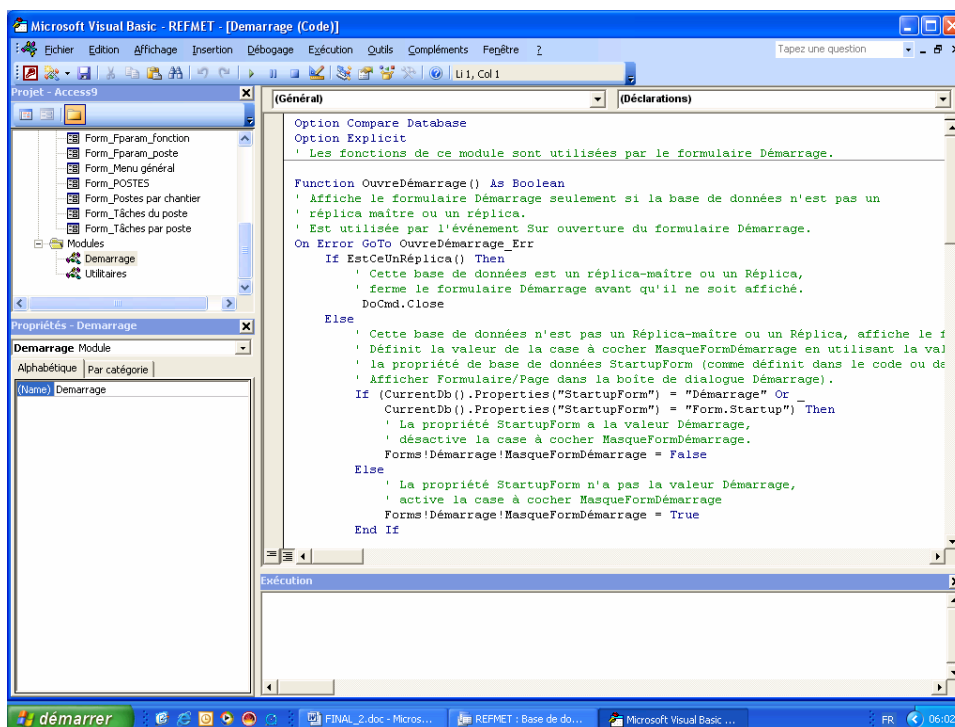 Microsoft Visual Basic - REFMET - [Demarrage (Code)]
Fichier Edition Affichage Insertion Débogage Exécution Outils Compléments Fenêtre ?
Tapez une question
Li 1, Col 1
Projet - Access9
Form_Fparam_fonction
Form_Fparam_poste
Form_Menu général
Form_POSTES
Form_Postes par chantier
Form_Tâches du poste
Form_Tâches par poste
Modules
Demarrage
Utilitaires
Propriétés - Demarrage
Demarrage Module
Alphabétique Par catégorie
(Name) Demarrage
(Général) (Déclarations)
Option Compare Database
Option Explicit
' Les fonctions de ce module sont utilisées par le formulaire Démarrage.
Function OuvreDémarrage() As Boolean
' Affiche le formulaire Démarrage seulement si la base de données n'est pas un
' réplica maître ou un réplica.
' Est utilisée par l'événement Sur ouverture du formulaire Démarrage.
On Error GoTo OuvreDémarrage_Err
If EstCeUnRéplica() Then
' Cette base de données est un réplica-maître ou un Réplica,
' ferme le formulaire Démarrage avant qu'il ne soit affiché.
DoCmd.Close
Else
' Cette base de données n'est pas un Réplica-maître ou un Réplica, affiche le f
' Définit la valeur de la case à cocher MasqueFormDémarrage en utilisant la val
' la propriété de base de données StartupForm (comme définit dans le code ou de
' Afficher Formulaire/Page dans la boîte de dialogue Démarrage).
If (CurrentDb().Properties("StartupForm") = "Démarrage" Or _
CurrentDb().Properties("StartupForm") = "Form.Startup") Then
' La propriété StartupForm a la valeur Démarrage,
' désactive la case à cocher MasqueFormDémarrage.
Forms!Démarrage!MasqueFormDémarrage = False
Else
' La propriété StartupForm n'a pas la valeur Démarrage,
' active la case à cocher MasqueFormDémarrage
Forms!Démarrage!MasqueFormDémarrage = True
End If
Exécution
démarrer
FINAL_2.doc - Micros...
REFMET : Base de do...
Microsoft Visual Basic ...
FR
06:02